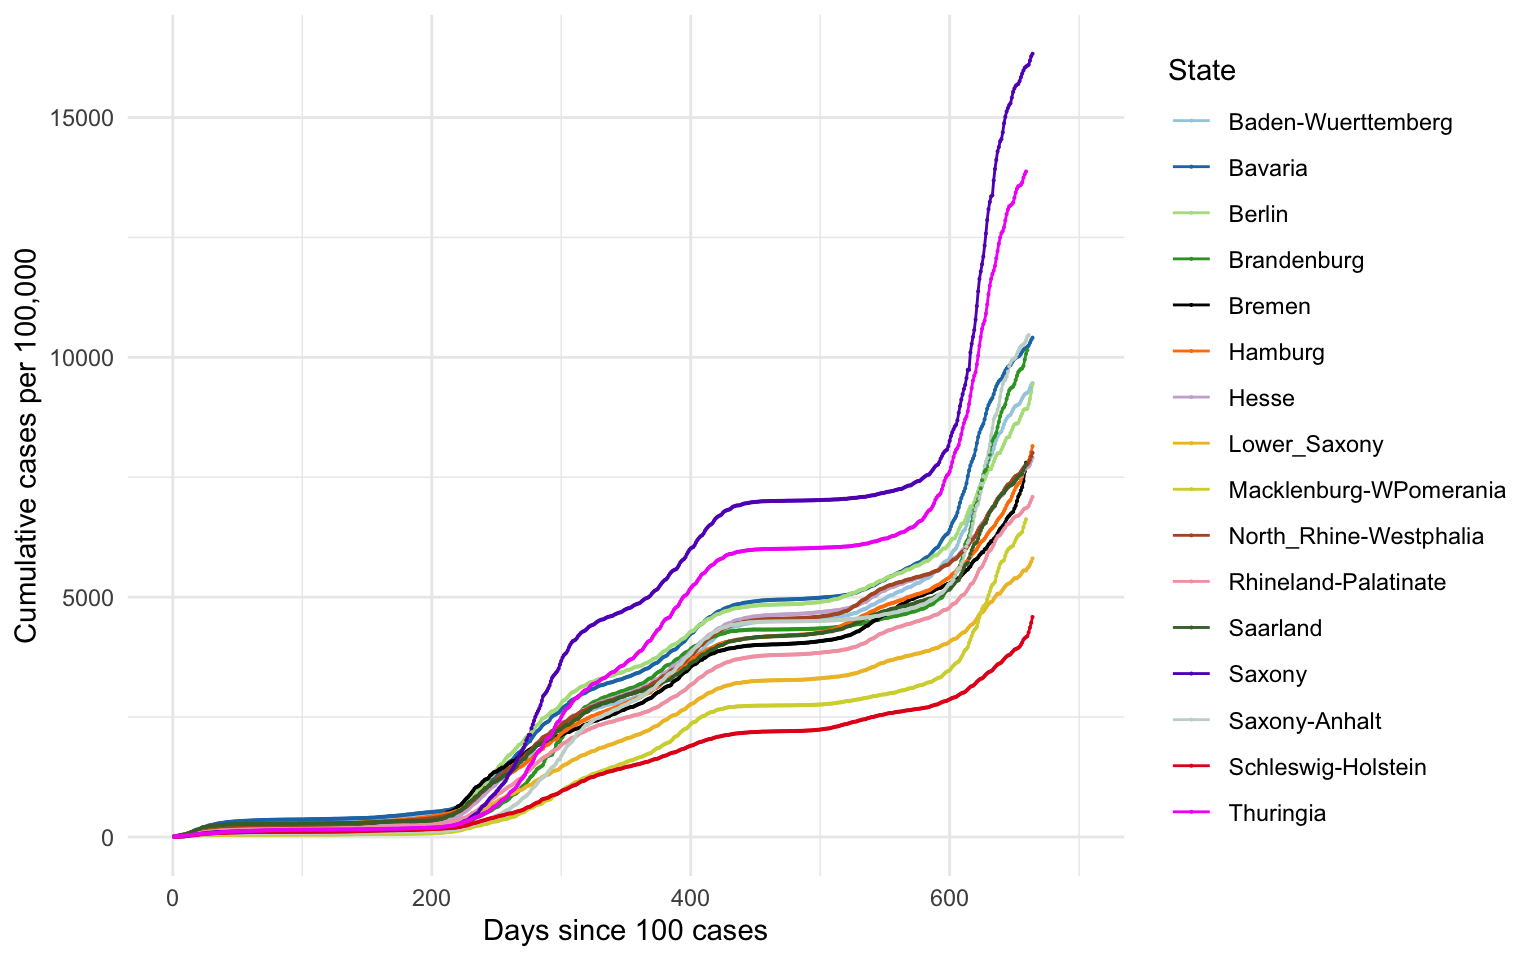 Cumulative cases per 100,000
15000
10000
5000
0
0 200 400 600
Days since 100 cases
State
Baden-Wuerttemberg
Bavaria
Berlin
Brandenburg
Bremen
Hamburg
Hesse
Lower_Saxony
Macklenburg-WPomerania
North_Rhine-Westphalia
Rhineland-Palatinate
Saarland
Saxony
Saxony-Anhalt
Schleswig-Holstein
Thuringia